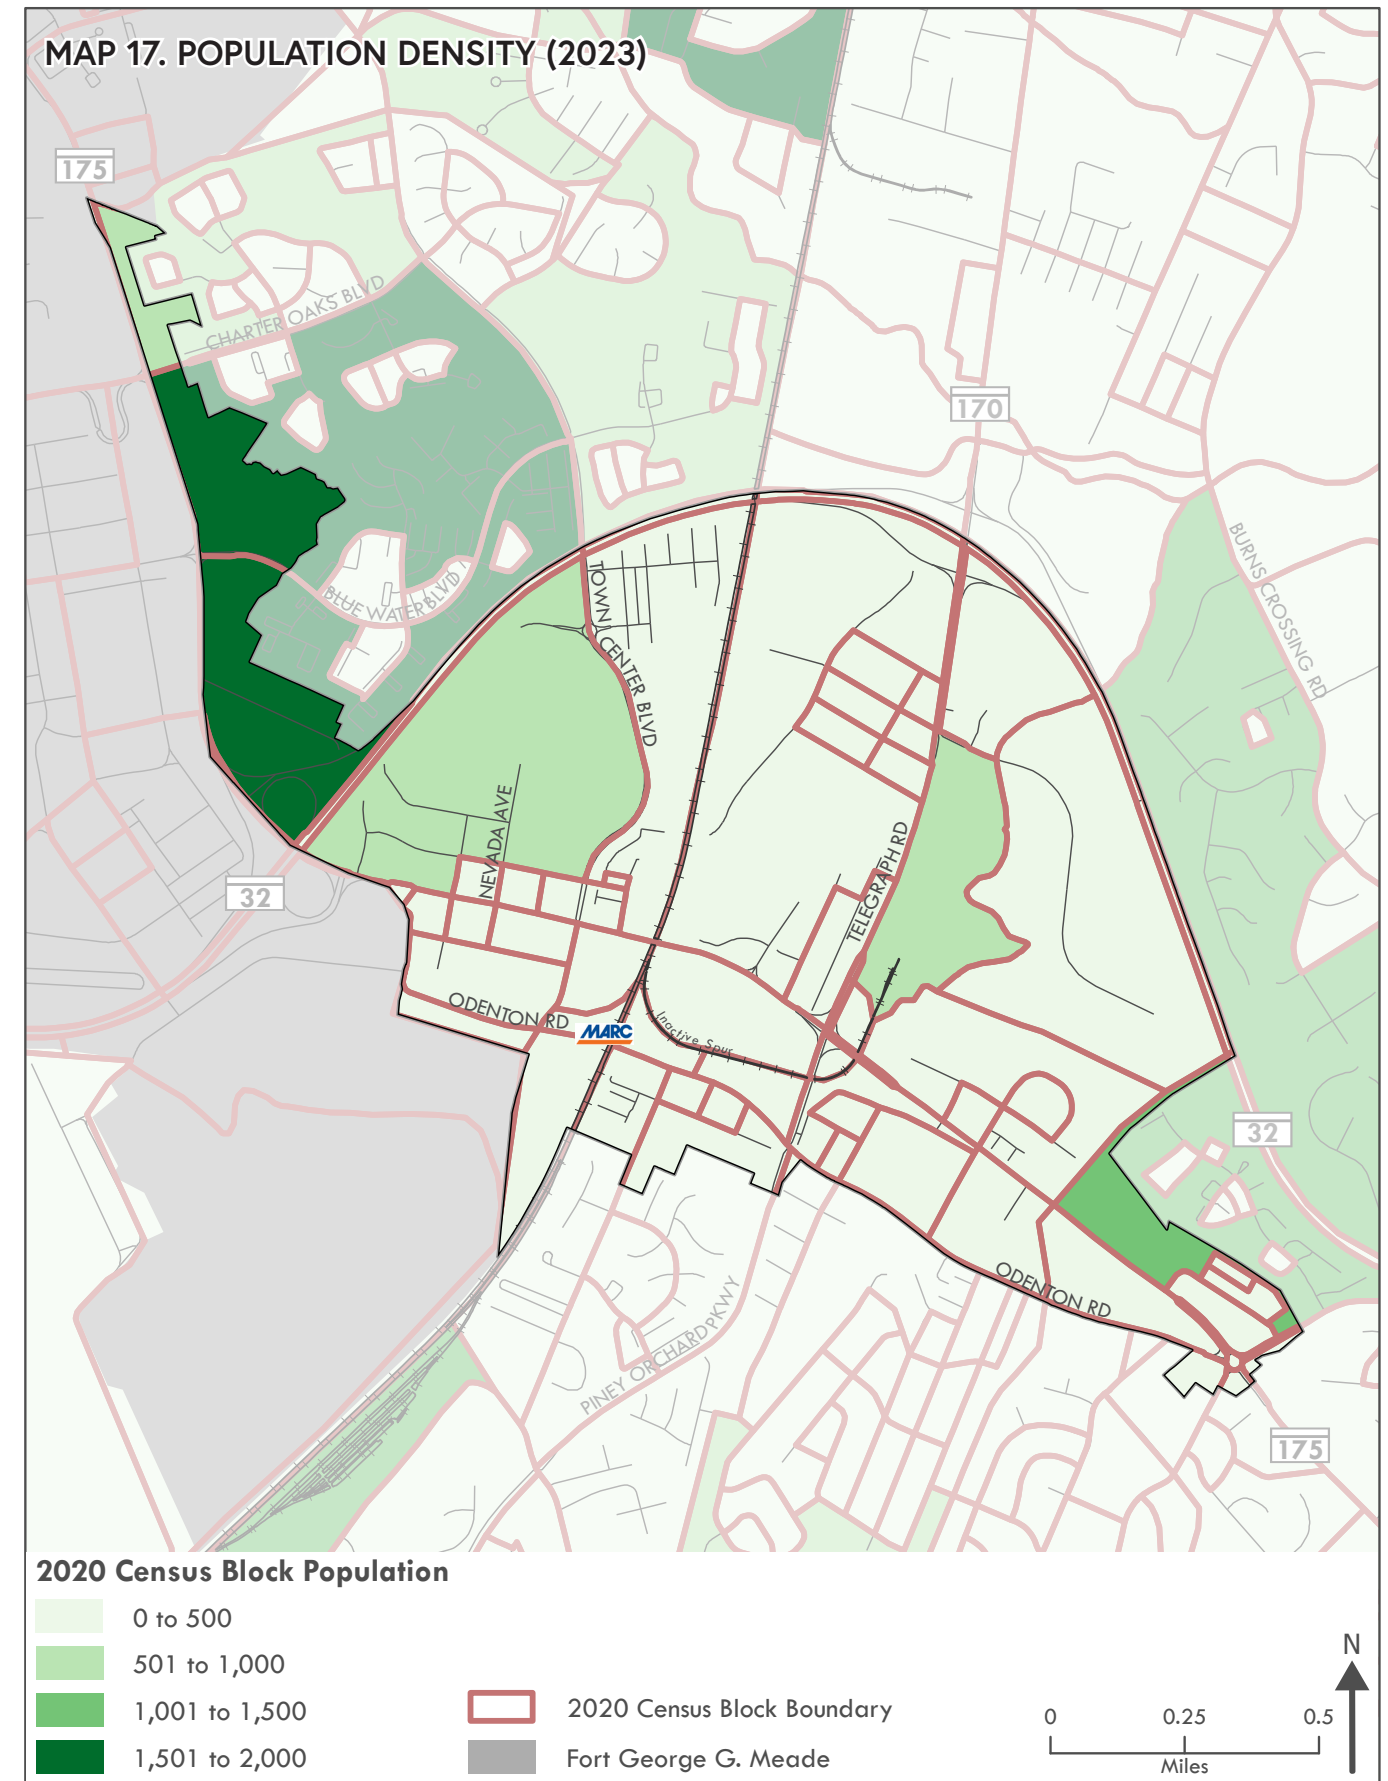 MAP 17. POPULATION DENSITY (2023)
175
CHARTER OAKS BLVD
170
BURNS CROSSING RD
TOWN CENTER BLVD
BLUE WATER BLVD
NEVADA AVE
TELEGRAPH RD
32
ODENTON RD
MARC
Inactive Spur
32
ODENTON RD
PINEY ORCHARD PKWY
175
2020 Census Block Population
0 to 500
501 to 1,000
1,001 to 1,500
1,501 to 2,000
2020 Census Block Boundary
Fort George G. Meade
0 0.25 0.5
Miles
N